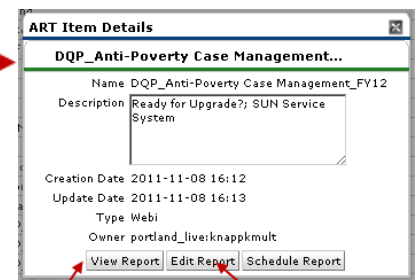 ART Item Details
DQP_Anti-Poverty Case Management...
Name DQP_Anti-Poverty Case Management_FY12
Description Ready for Upgrade?; SUN Service
System
Creation Date 2011-11-08 16:12
Update Date 2011-11-08 16:13
Type Webi
Owner portland_live:knappkmult
View Report Edit Report Schedule Report